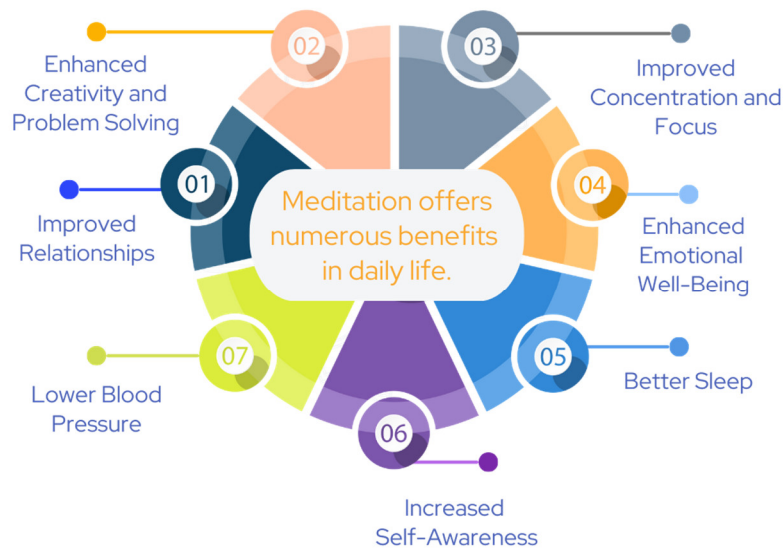 02
Enhanced
Creativity and
Problem Solving
03
Improved
Concentration and
Focus
01
Improved
Relationships
Meditation offers
numerous benefits
in daily life.
04
Enhanced
Emotional
Well-Being
07
Lower Blood
Pressure
05
Better Sleep
06
Increased
Self-Awareness